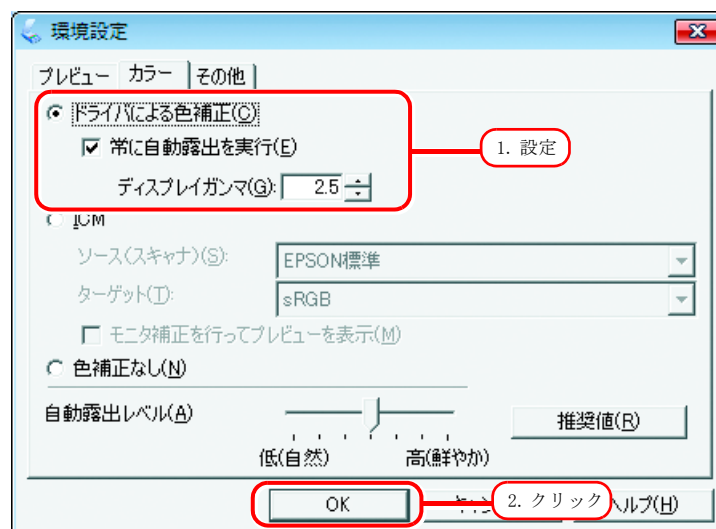 環境設定
プレビュー カラー その他
ドライバによる色補正(C)
常に自動露出を実行(E)
1. 設定
ディスプレイガンマ(G): 2.5
ICM
ソース(スキャナ)(S): EPSON標準
ターゲット(T): sRGB
モニタ補正を行ってプレビューを表示(M)
色補正なし(N)
自動露出レベル(A)
推奨値(R)
低(自然) 高(鮮やか)
OK 2. クリック ヘルプ(H)